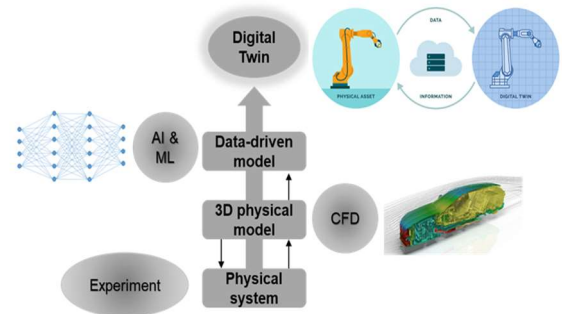 Digital
Twin
DATA
PHYSICAL ASSET
INFORMATION
DIGITAL TWIN
AI &
ML
Data-driven
model
3D physical
model
CFD
Experiment
Physical
system